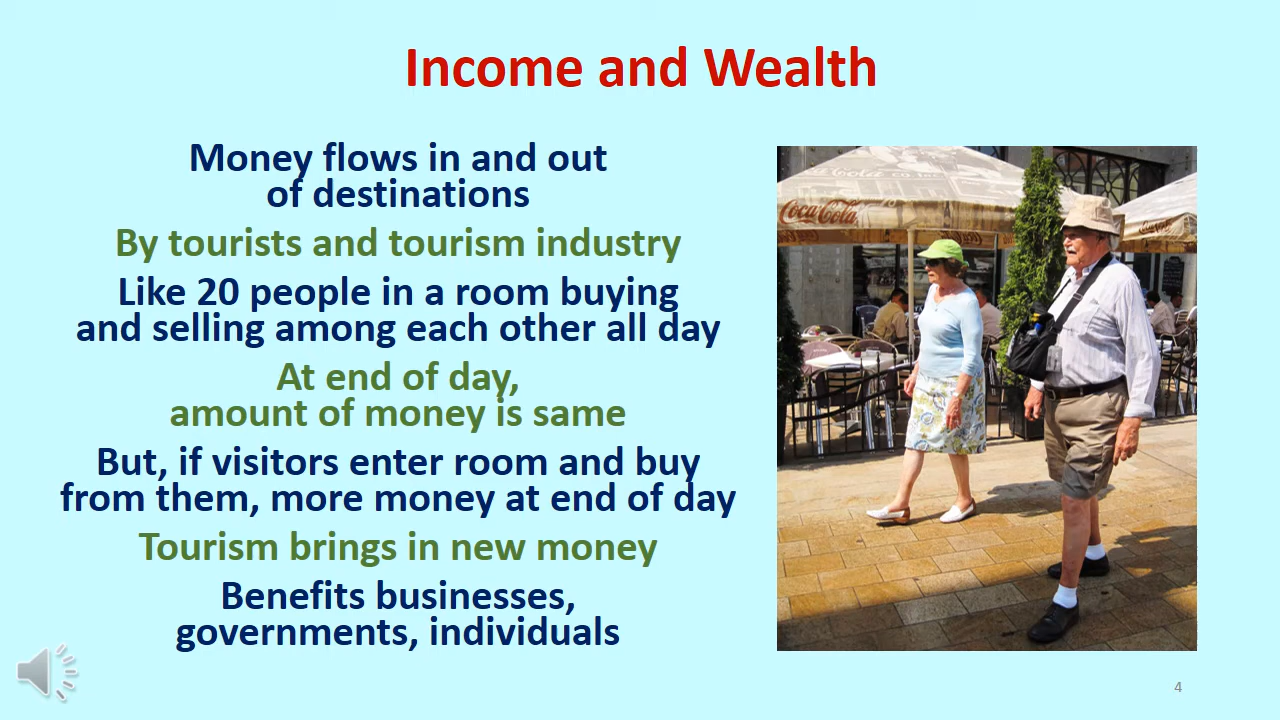 Income and Wealth
Money flows in and out
of destinations
By tourists and tourism industry
Like 20 people in a room buying
and selling among each other all day
At end of day,
amount of money is same
But, if visitors enter room and buy
from them, more money at end of day
Tourism brings in new money
Benefits businesses,
governments, individuals
Coca-Cola
4